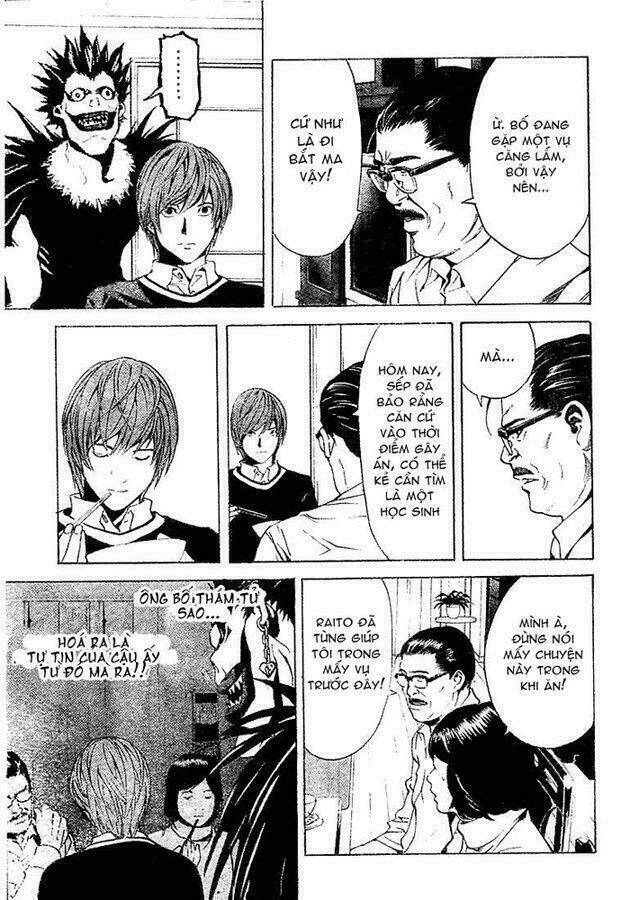 Ừ. BỐ ĐANG
GẶP MỘT VỤ
CĂNG LẮM,
BỞI VẬY
NÊN...
CỨ NHƯ
LÀ ĐI
BẮT MA
VẬY!
.......
MÀ...
HÔM NAY,
SẾP ĐÃ
BẢO RẰNG
CĂN CỨ
VÀO THỜI
ĐIỂM GÂY
ÁN, CÓ THỂ
KẺ CẦN TÌM
LÀ MỘT
HỌC SINH
MÌNH À,
ĐỪNG NÓI
MẤY CHUYỆN
NÀY TRONG
KHI ĂN!
RAITO ĐÃ
TỪNG GIÚP
TÔI TRONG
MẤY VỤ
TRƯỚC ĐÂY!
ÔNG BỐ THÁM TỬ
SAO...
HOÁ RA LÀ
TỰ TIN CỦA CẬU ẤY
TỪ ĐÓ MÀ RA!!